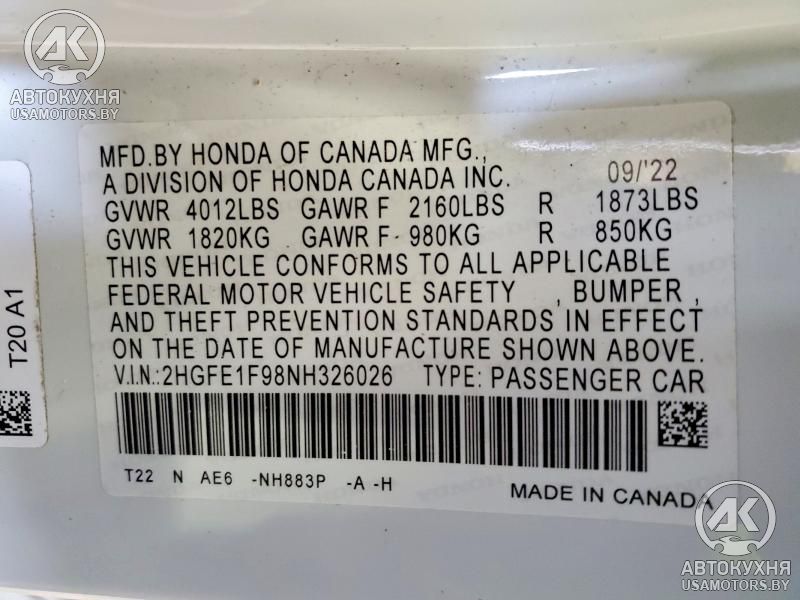 АК
АВТОКУХНЯ
USAMOTORS.BY
MFD.BY HONDA OF CANADA MFG.,
A DIVISION OF HONDA CANADA INC. 09/'22
GVWR 4012LBS GAWR F 2160LBS R 1873LBS
GVWR 1820KG GAWR F 980KG R 850KG
THIS VEHICLE CONFORMS TO ALL APPLICABLE
FEDERAL MOTOR VEHICLE SAFETY , BUMPER ,
AND THEFT PREVENTION STANDARDS IN EFFECT
ON THE DATE OF MANUFACTURE SHOWN ABOVE.
V.I.N.:2HGFE1F98NH326026 TYPE: PASSENGER CAR
T22 N AE6 -NH883P -A -H
MADE IN CANADA
T20 A1
АК
АВТОКУХНЯ
USAMOTORS.BY